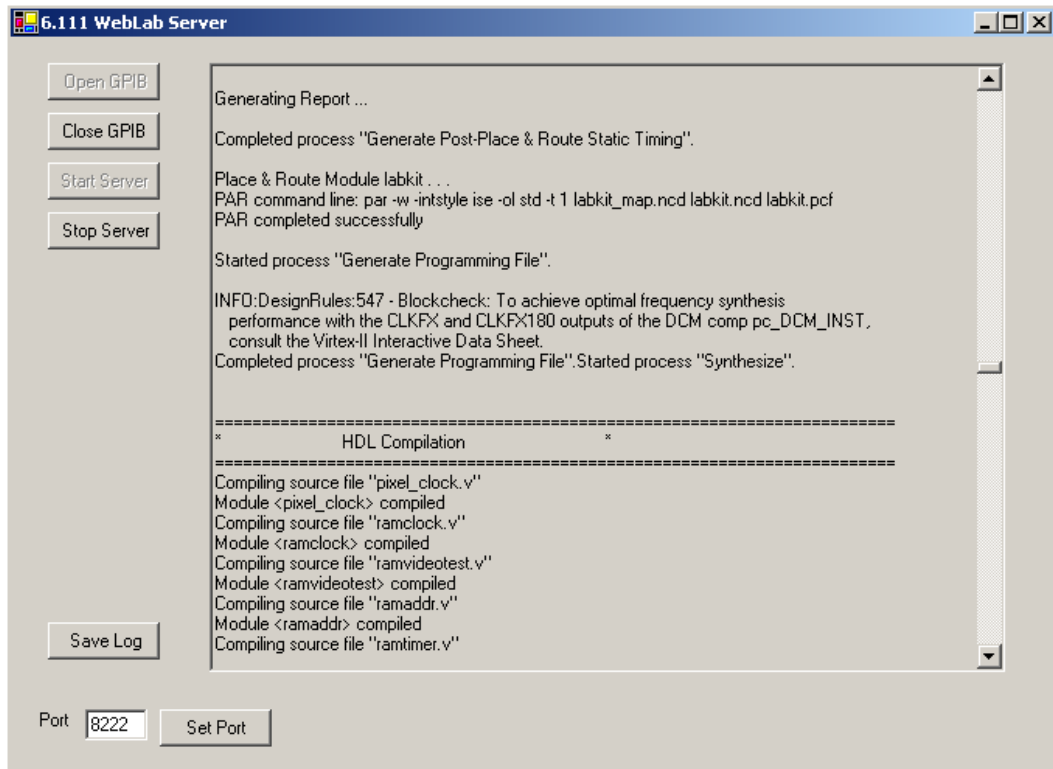 6.111 WebLab Server
Open GPIB
Close GPIB
Start Server
Stop Server
Generating Report ...
Completed process "Generate Post-Place & Route Static Timing".
Place & Route Module labkit . . .
PAR command line: par -w -intstyle ise -ol std -t 1 labkit_map.ncd labkit.ncd labkit.pcf
PAR completed successfully
Started process "Generate Programming File".
INFO:DesignRules:547 - Blockcheck: To achieve optimal frequency synthesis
performance with the CLKFX and CLKFX180 outputs of the DCM comp pc_DCM_INST,
consult the Virtex-II Interactive Data Sheet.
Completed process "Generate Programming File".Started process "Synthesize".
=========================================================================
* HDL Compilation *
=========================================================================
Compiling source file "pixel_clock.v"
Module <pixel_clock> compiled
Compiling source file "ramclock.v"
Module <ramclock> compiled
Compiling source file "ramvideotest.v"
Module <ramvideotest> compiled
Compiling source file "ramaddr.v"
Module <ramaddr> compiled
Compiling source file "ramtimer.v"
Save Log
Port 8222 Set Port